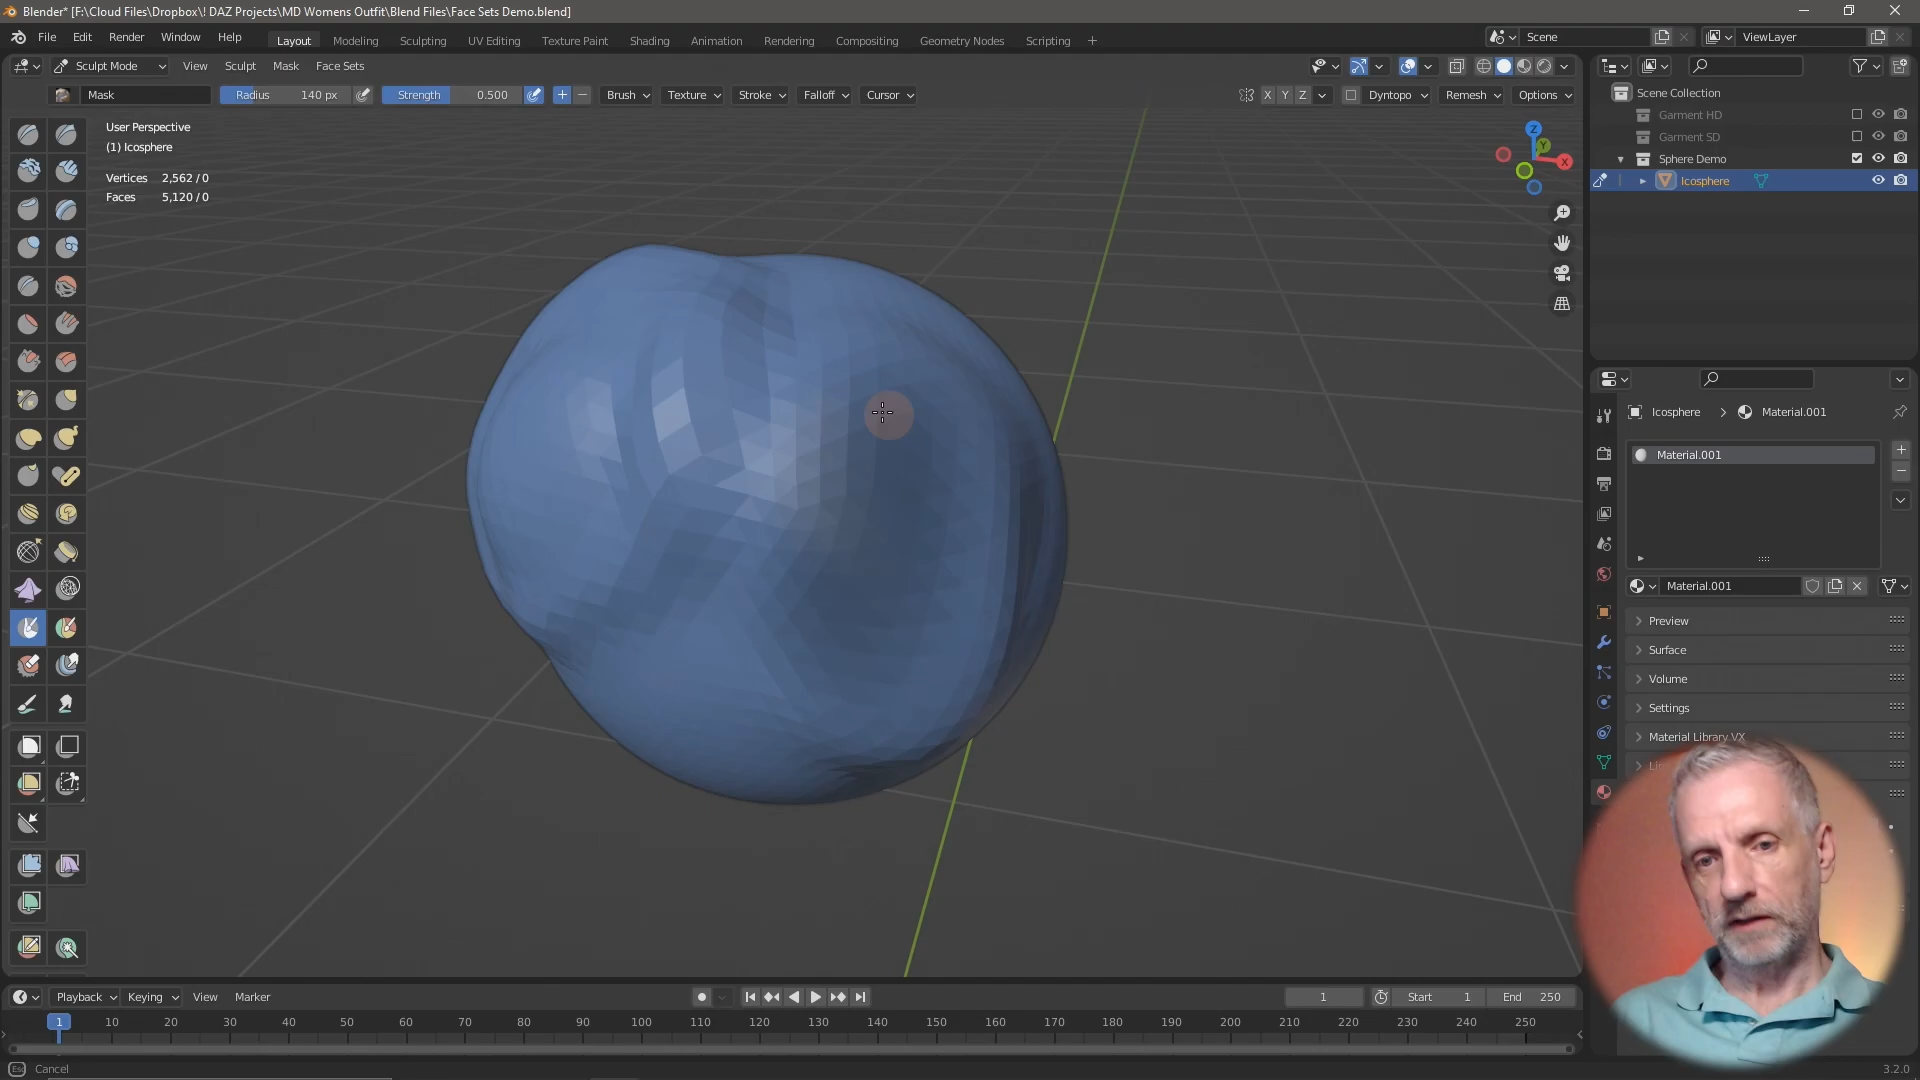 Blender* [F:\Cloud Files\Dropbox\! DAZ Projects\MD Womens Outfit\Blend Files\Face Sets Demo.blend]
File Edit Render Window Help Layout Modeling Sculpting UV Editing Texture Paint Shading Animation Rendering Compositing Geometry Nodes Scripting + Scene ViewLayer
Sculpt Mode View Sculpt Mask Face Sets
Mask Radius 140 px Strength 0.500 Brush Texture Stroke Falloff Cursor X Y Z Dyntopo Remesh Options
User Perspective
(1) Icosphere
Vertices 2,562 / 0
Faces 5,120 / 0
Z
Y
X
Scene Collection
Garment HD
Garment SD
Sphere Demo
Icosphere
Icosphere > Material.001
Material.001
Material.001
Preview
Surface
Volume
Settings
Material Library VX
Playback Keying View Marker 1 Start 1 End 250
1 10 20 30 40 50 60 70 80 90 100 110 120 130 140 150 160 170 180 190 200 210 220 230 240 250
Esc Cancel 3.2.0